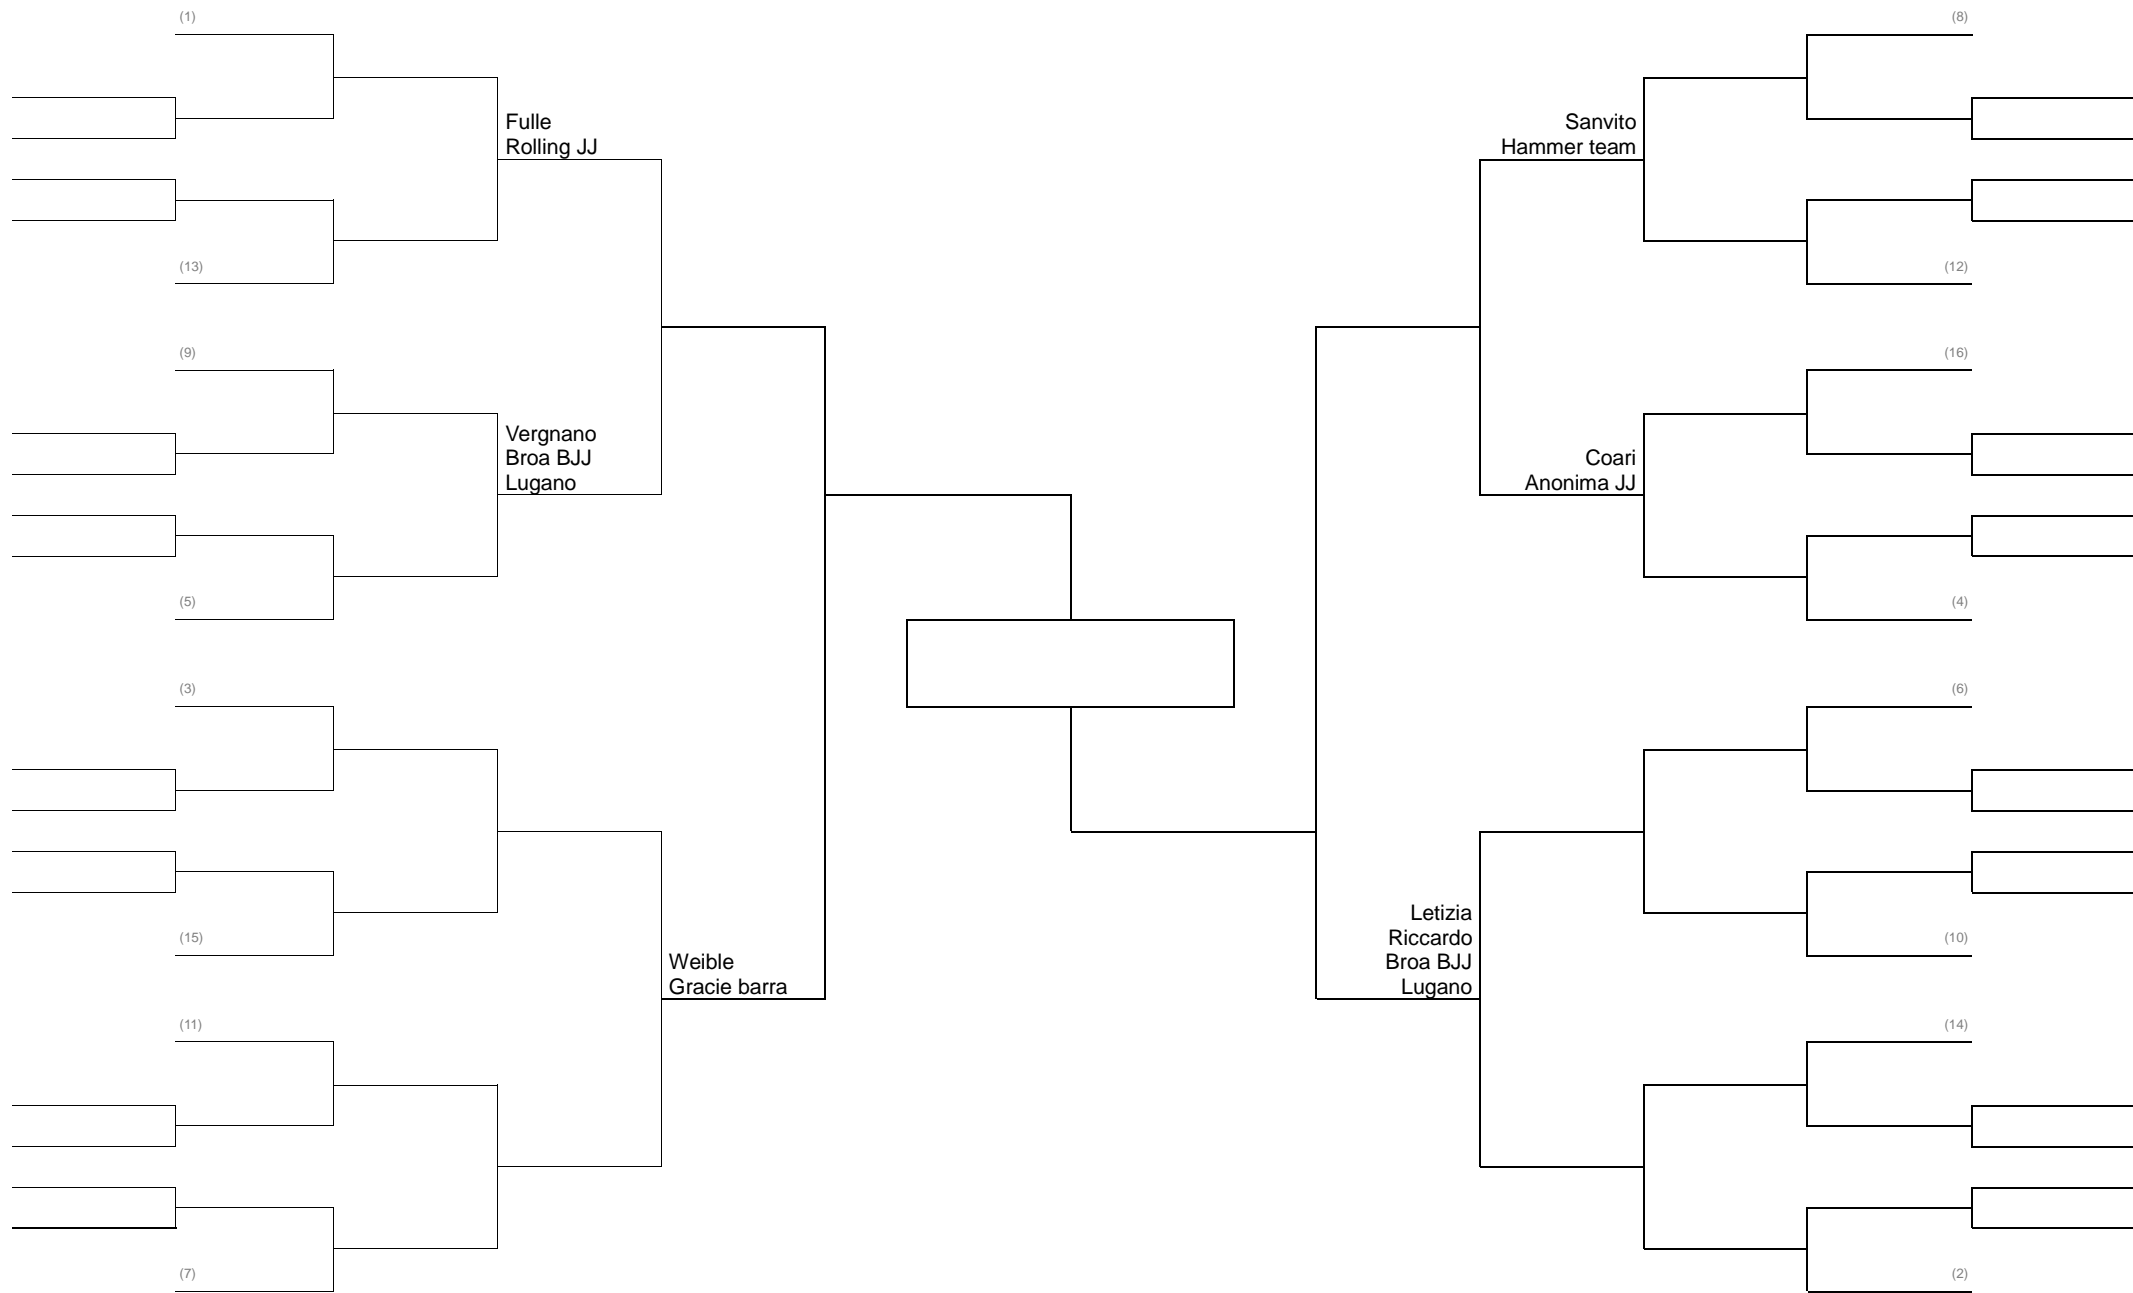 (1)
(8)
Fulle
Rolling JJ
Sanvito
Hammer team
(13)
(12)
(9)
(16)
Vergnano
Broa BJJ
Lugano
Coari
Anonima JJ
(5)
(4)
(3)
(6)
(15)
(10)
Weible
Gracie barra
Letizia
Riccardo
Broa BJJ
Lugano
(11)
(14)
(7)
(2)